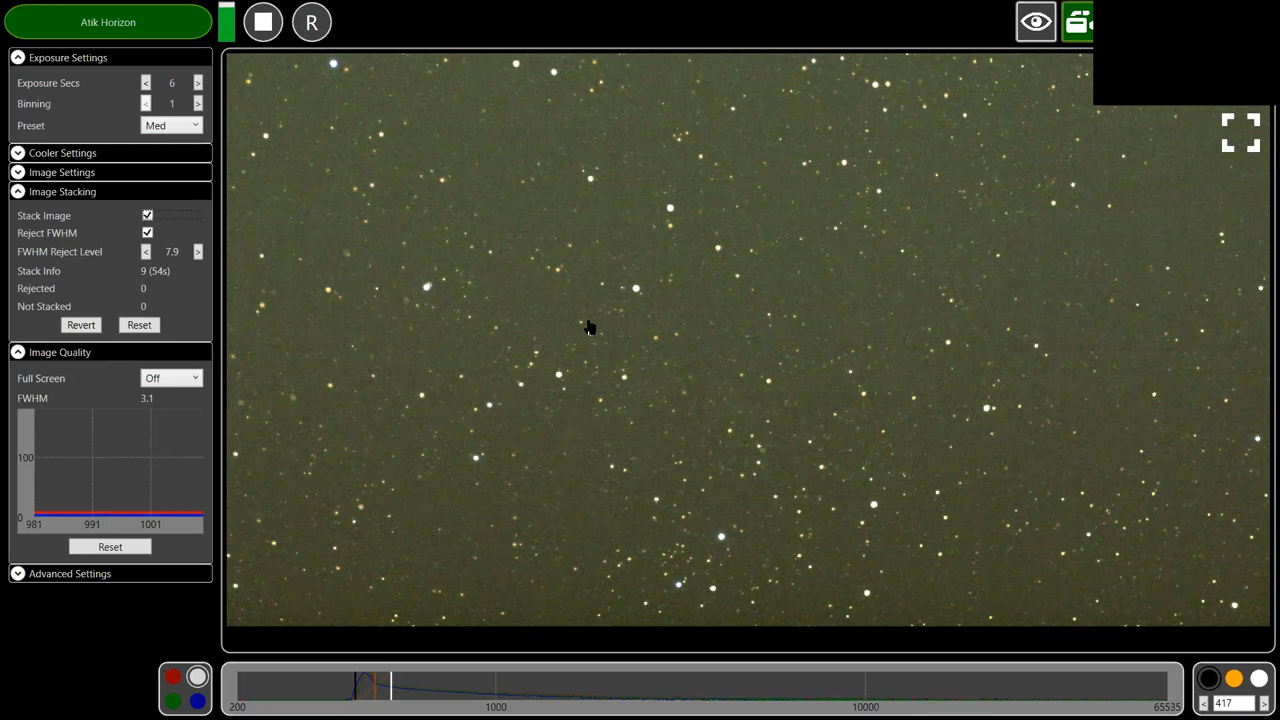 Atik Horizon
R
Exposure Settings
Exposure Secs < 6 >
Binning < 1 >
Preset Med
Cooler Settings
Image Settings
Image Stacking
Stack Image
Reject FWHM
FWHM Reject Level < 7.9 >
Stack Info 9 (54s)
Rejected 0
Not Stacked 0
Revert Reset
Image Quality
Full Screen Off
FWHM 3.1
100
0
981 991 1001
Reset
Advanced Settings
200 1000 10000 65535
< 417 >